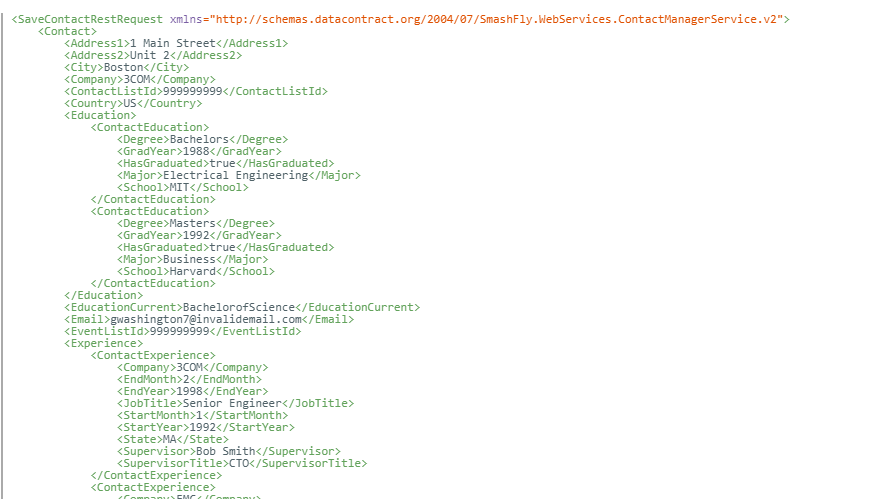 <SaveContactRestRequest xmlns="http://schemas.datacontract.org/2004/07/SmashFly.WebServices.ContactManagerService.v2">
<Contact>
<Address1>1 Main Street</Address1>
<Address2>Unit 2</Address2>
<City>Boston</City>
<Company>3COM</Company>
<ContactListId>999999999</ContactListId>
<Country>US</Country>
<Education>
<ContactEducation>
<Degree>Bachelors</Degree>
<GradYear>1988</GradYear>
<HasGraduated>true</HasGraduated>
<Major>Electrical Engineering</Major>
<School>MIT</School>
</ContactEducation>
<ContactEducation>
<Degree>Masters</Degree>
<GradYear>1992</GradYear>
<HasGraduated>true</HasGraduated>
<Major>Business</Major>
<School>Harvard</School>
</ContactEducation>
</Education>
<EducationCurrent>BachelorofScience</EducationCurrent>
<Email>gwashington7@invalidemail.com</Email>
<EventListId>999999999</EventListId>
<Experience>
<ContactExperience>
<Company>3COM</Company>
<EndMonth>2</EndMonth>
<EndYear>1998</EndYear>
<JobTitle>Senior Engineer</JobTitle>
<StartMonth>1</StartMonth>
<StartYear>1992</StartYear>
<State>MA</State>
<Supervisor>Bob Smith</Supervisor>
<SupervisorTitle>CTO</SupervisorTitle>
</ContactExperience>
<ContactExperience>
<Company>EMC</Company>